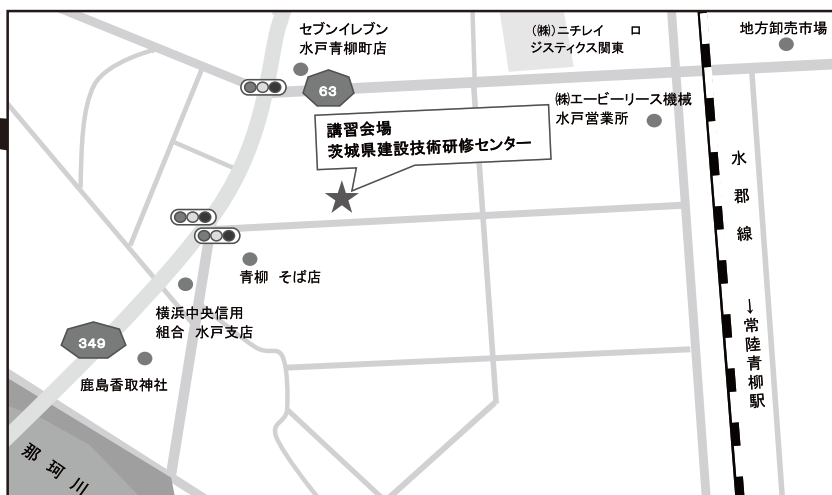 セブンイレブン
水戸青柳町店
(株)ニチレイ ロ
ジスティクス関東
地方卸売市場
63
(株)エービーリース機械
水戸営業所
講習会場
茨城県建設技術研修センター
水郡線
青柳 そば店
横浜中央信用
組合 水戸支店
349
鹿島香取神社
↓常陸青柳駅
那珂川